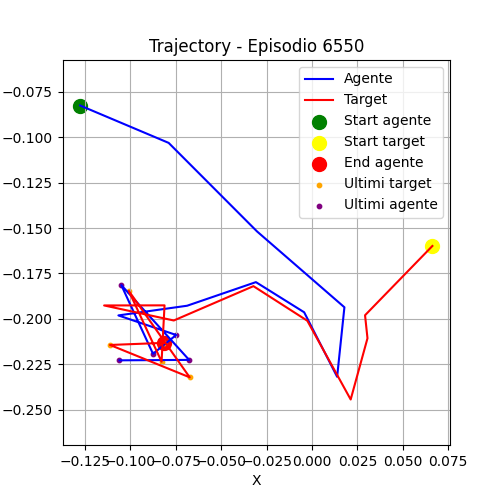 Trajectory - Episodio 6550
Agente
Target
Start agente
Start target
End agente
Ultimi target
Ultimi agente
−0.075
−0.100
−0.125
−0.150
−0.175
−0.200
−0.225
−0.250
−0.125 −0.100 −0.075 −0.050 −0.025 0.000 0.025 0.050 0.075
X